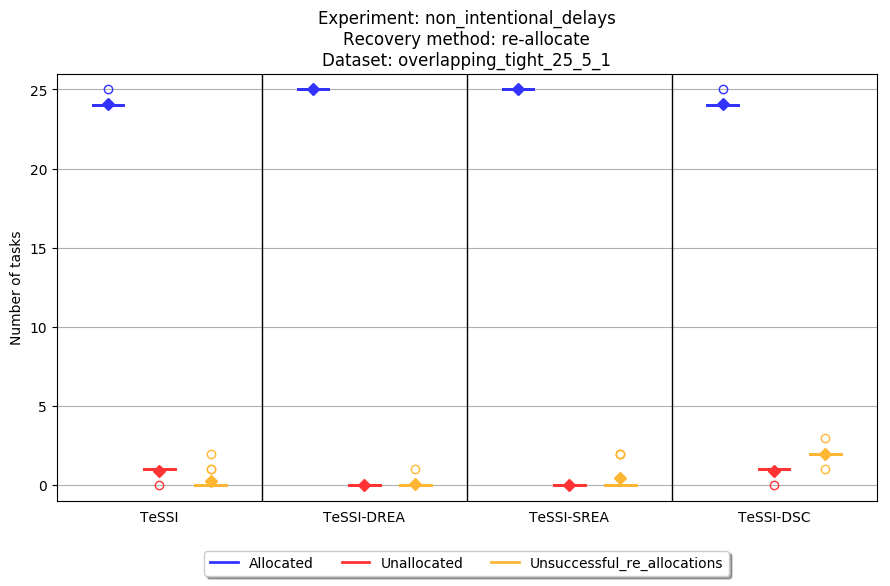 Experiment: non_intentional_delays
Recovery method: re-allocate
Dataset: overlapping_tight_25_5_1
Number of tasks
25
20
15
10
5
0
TeSSI
TeSSI-DREA
TeSSI-SREA
TeSSI-DSC
Allocated
Unallocated
Unsuccessful_re_allocations